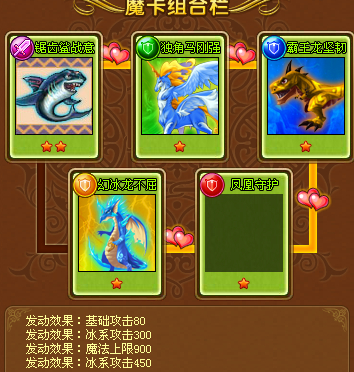 魔卡组合栏
锯齿鲨战意
独角马刚强
霸王龙坚韧
幻冰龙不屈
凤凰守护
发动效果：基础攻击80
发动效果：冰系攻击300
发动效果：魔法上限900
发动效果：冰系攻击450